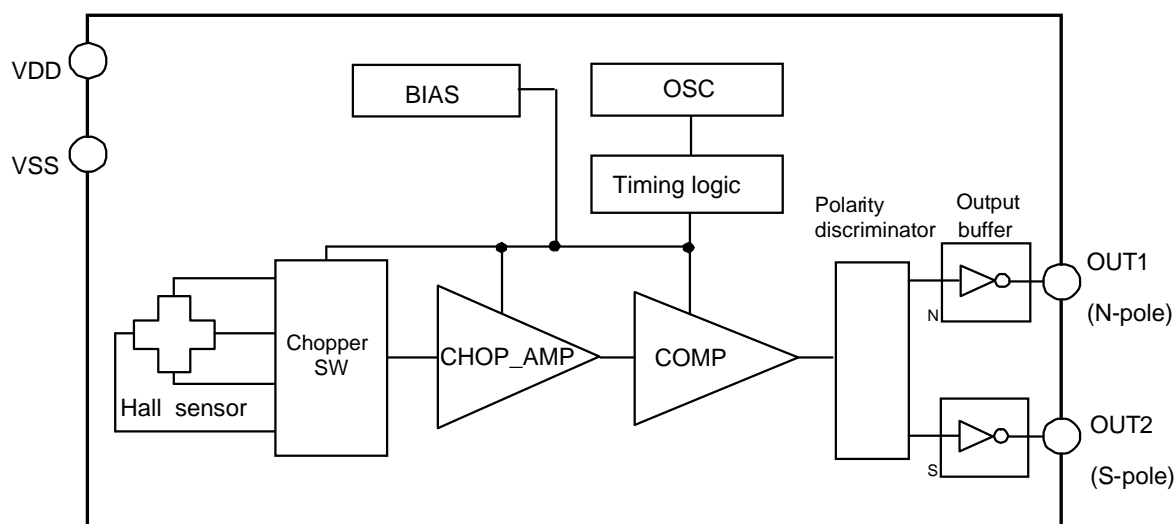 VDD
VSS
BIAS
OSC
Timing logic
Polarity
discriminator
Output
buffer
OUT1
(N-pole)
N
Chopper
SW
CHOP_AMP
COMP
Hall sensor
OUT2
(S-pole)
S